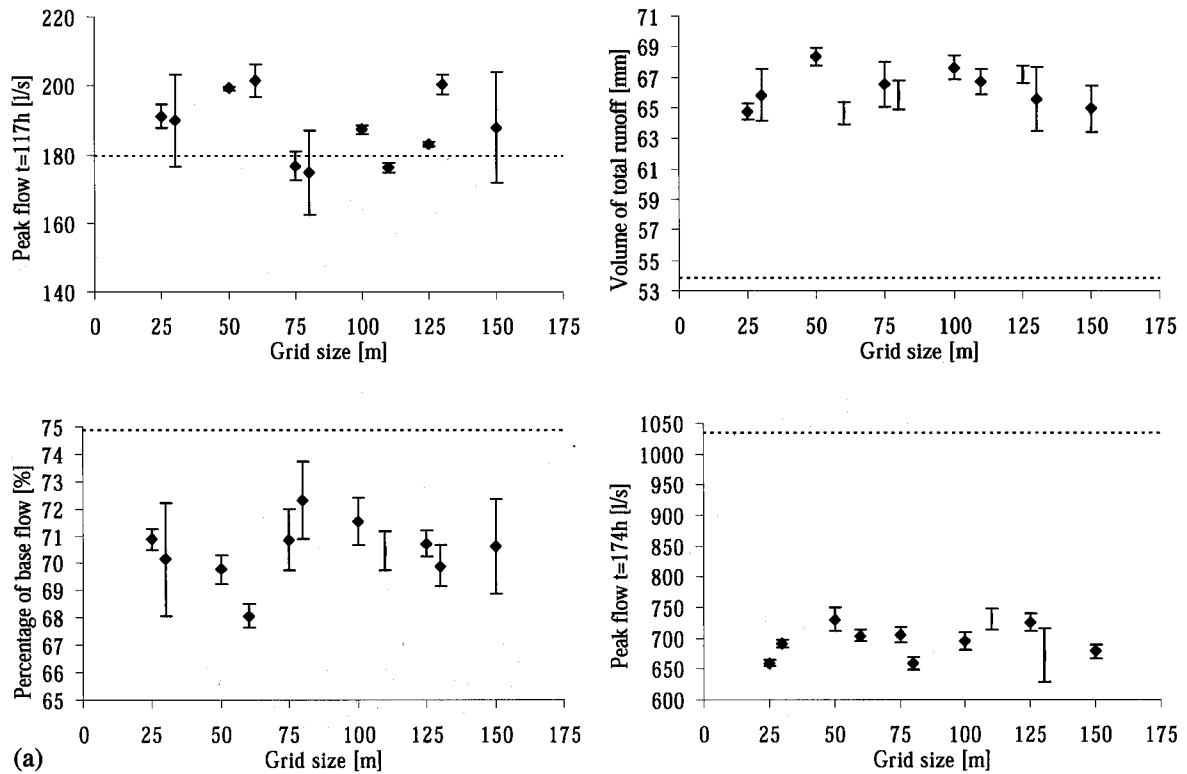 Peak flow t=117h [l/s]
220
200
180
160
140
0 25 50 75 100 125 150 175
Grid size [m]
Volume of total runoff [mm]
71
69
67
65
63
61
59
57
55
54
53
0 25 50 75 100 125 150 175
Grid size [m]
Percentage of base flow [%]
75
74
73
72
71
70
69
68
67
66
65
0 25 50 75 100 125 150 175
Grid size [m]
Peak flow t=174h [l/s]
1050
1000
950
900
850
800
750
700
650
600
0 25 50 75 100 125 150 175
Grid size [m]
(a)